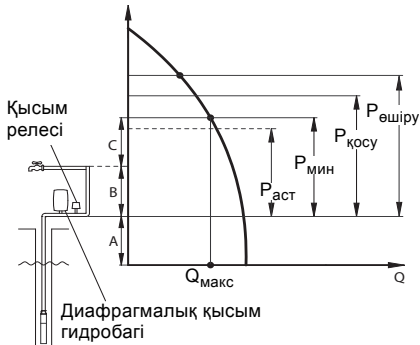 Қысым
релесі
C
B
A
Pөшіру
Pқосу
Pмин
Pаст
Qмакс
Q
Диафрагмалық қысым
гидробагі